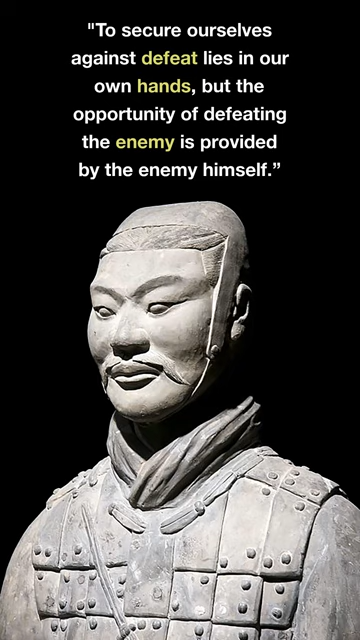 "To secure ourselves
against defeat lies in our
own hands, but the
opportunity of defeating
the enemy is provided
by the enemy himself.”